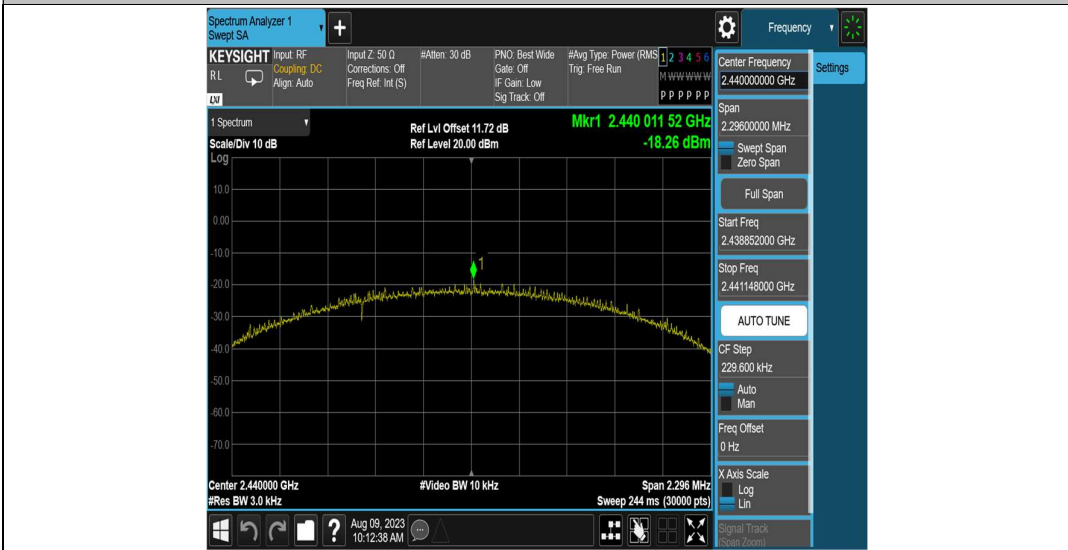 Spectrum Analyzer 1
Swept SA
+
Frequency
KEYSIGHT
RL
LXI
Input: RF
Coupling: DC
Align: Auto
Input Z: 50 Ω
Corrections: Off
Freq Ref: Int (S)
#Atten: 30 dB
PNO: Best Wide
Gate: Off
IF Gain: Low
Sig Track: Off
#Avg Type: Power (RMS
Trig: Free Run
1 2 3 4 5 6
M W W W W W
P P P P P P
1 Spectrum
Scale/Div 10 dB
Log
Ref Lvl Offset 11.72 dB
Ref Level 20.00 dBm
Mkr1 2.440 011 52 GHz
-18.26 dBm
10.0
0.00
-10.0
-20.0
-30.0
-40.0
-50.0
-60.0
-70.0
1
Center 2.440000 GHz
#Res BW 3.0 kHz
#Video BW 10 kHz
Span 2.296 MHz
Sweep 244 ms (30000 pts)
?
Aug 09, 2023
10:12:38 AM
Center Frequency
2.440000000 GHz
Settings
Span
2.29600000 MHz
Swept Span
Zero Span
Full Span
Start Freq
2.438852000 GHz
Stop Freq
2.441148000 GHz
AUTO TUNE
CF Step
229.600 kHz
Auto
Man
Freq Offset
0 Hz
X Axis Scale
Log
Lin
Signal Track
(Span Zoom)